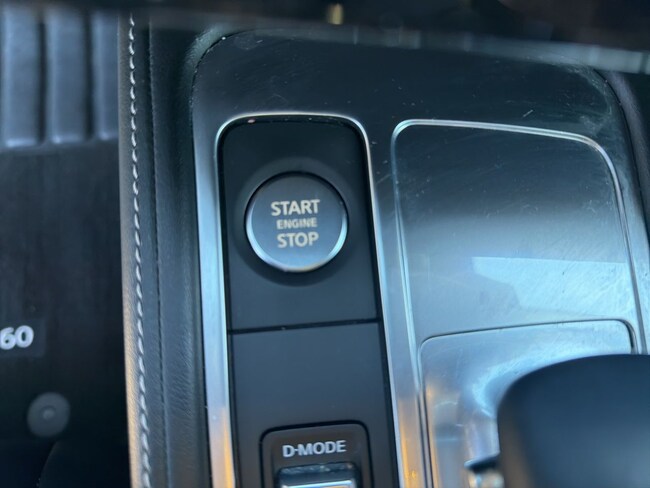 START
ENGINE
STOP
60
D-MODE